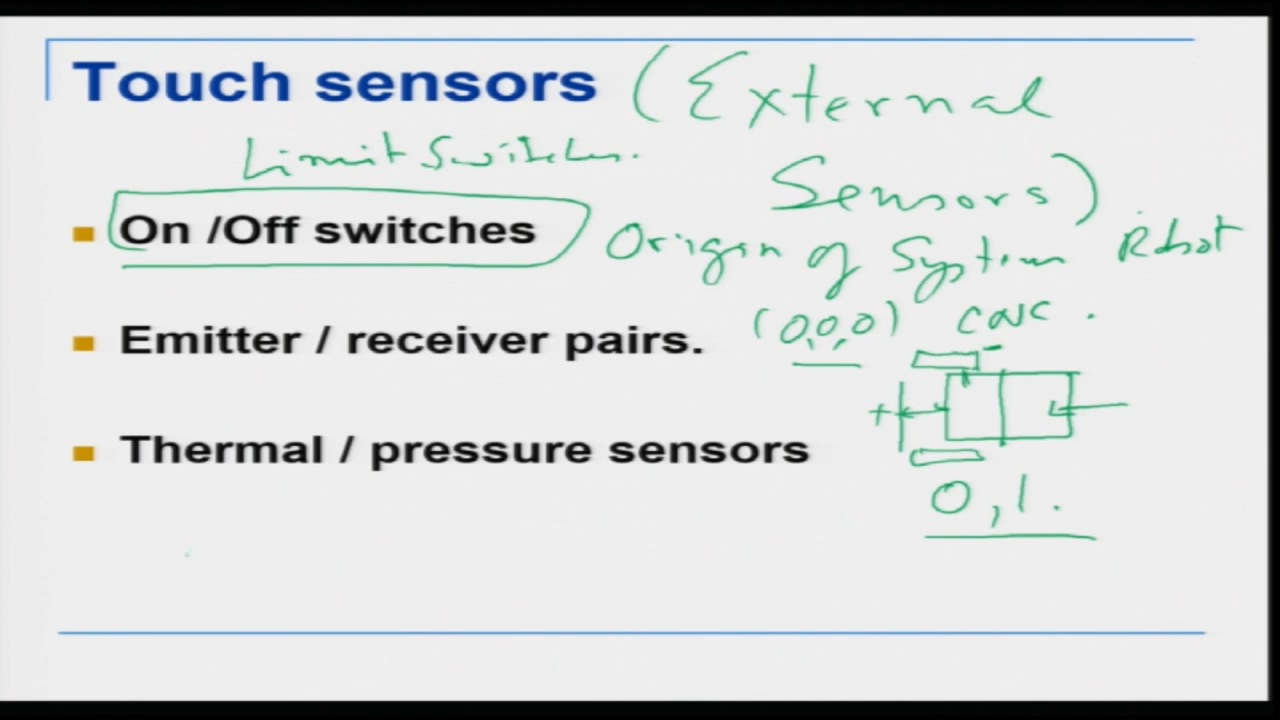 Touch sensors (External
Sensors)
Limit Switches.
On /Off switches
Origin of System Robot
(0,0,0) CNC.
Emitter / receiver pairs.
+ -
Thermal / pressure sensors
0,1.